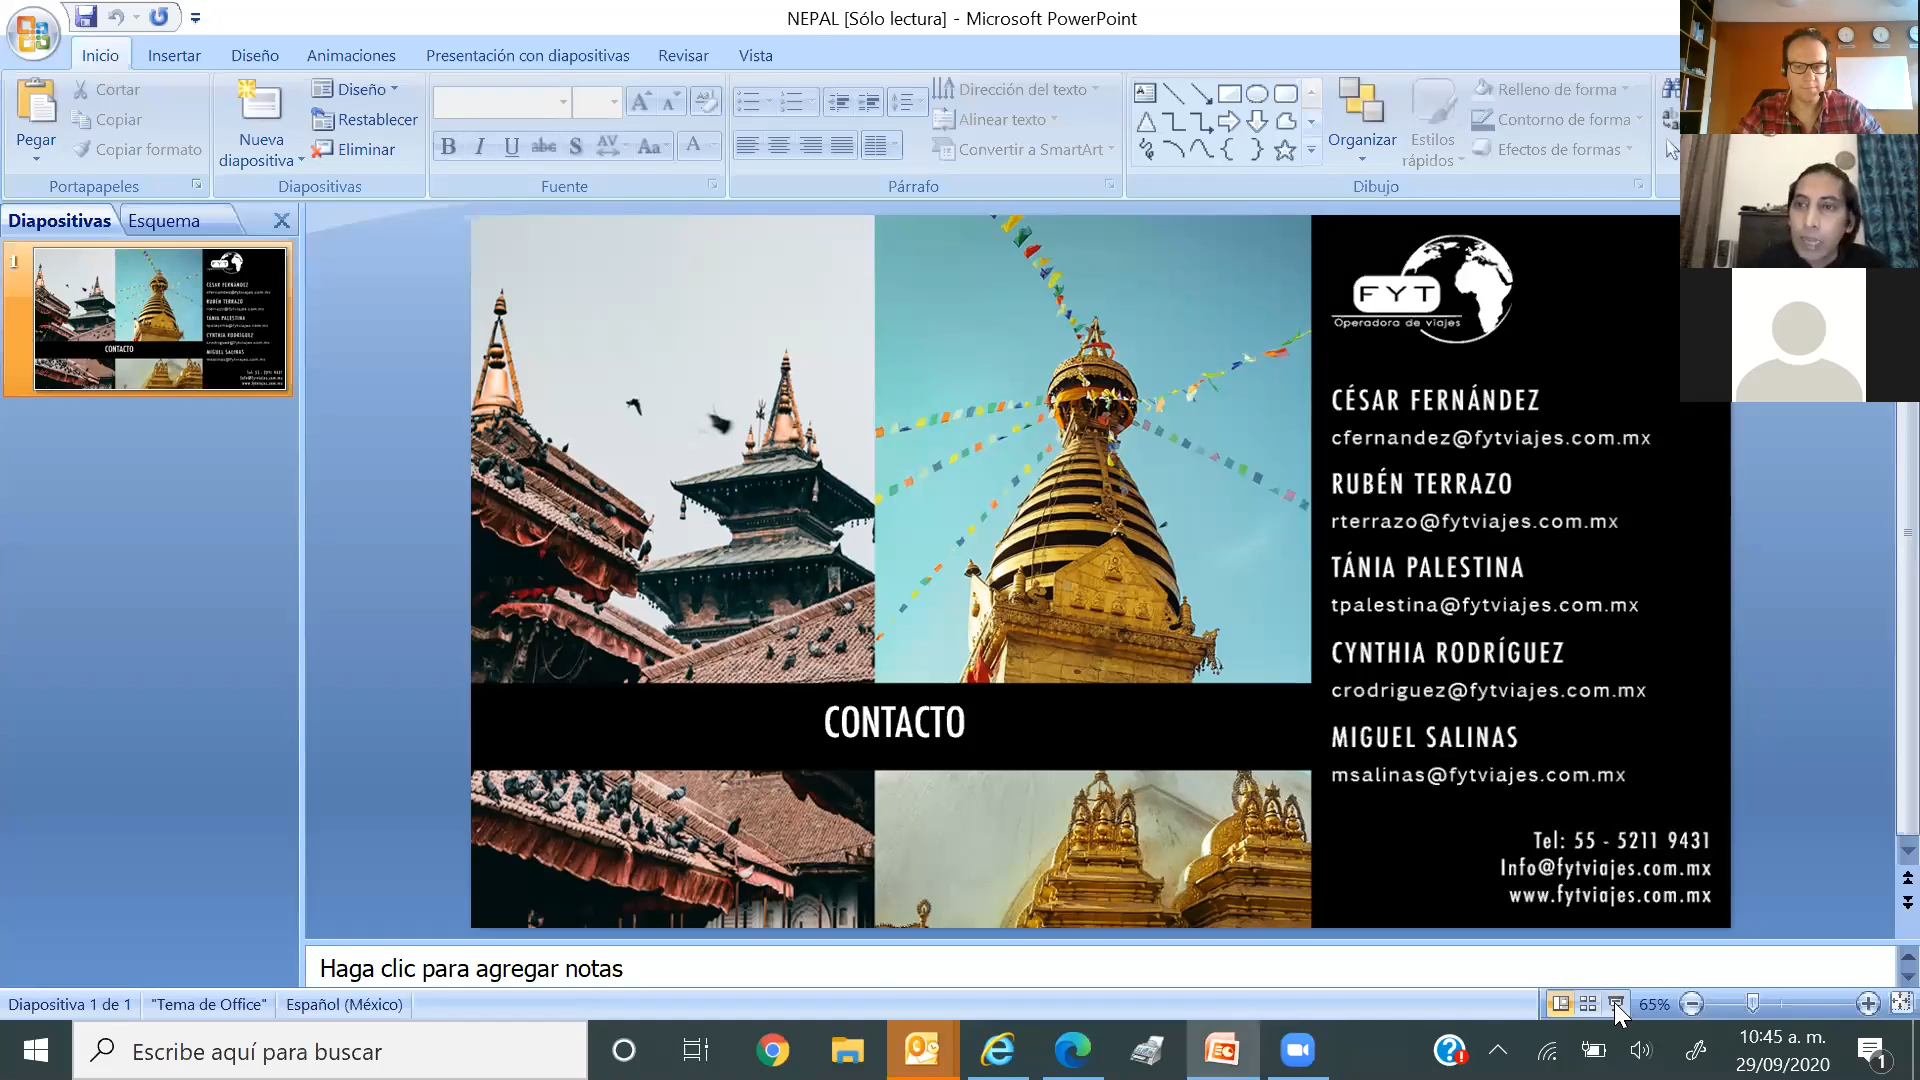 NEPAL [Sólo lectura] - Microsoft PowerPoint
Inicio
Insertar
Diseño
Animaciones
Presentación con diapositivas
Revisar
Vista
Pegar
Cortar
Copiar
Copiar formato
Portapapeles
Nueva
diapositiva
Diseño
Restablecer
Eliminar
Diapositivas
Fuente
Dirección del texto
Alinear texto
Convertir a SmartArt
Párrafo
Organizar
Estilos
rápidos
Relleno de forma
Contorno de forma
Efectos de formas
Dibujo
Diapositivas
Esquema
1
FYT
Operadora de viajes
CÉSAR FERNÁNDEZ
cfernandez@fytviajes.com.mx
RUBÉN TERRAZO
rterrazo@fytviajes.com.mx
TÁNIA PALESTINA
tpalestina@fytviajes.com.mx
CYNTHIA RODRÍGUEZ
crodriguez@fytviajes.com.mx
MIGUEL SALINAS
msalinas@fytviajes.com.mx
CONTACTO
Tel: 55 - 5211 9431
Info@fytviajes.com.mx
www.fytviajes.com.mx
Haga clic para agregar notas
Diapositiva 1 de 1
"Tema de Office"
Español (México)
65%
Escribe aquí para buscar
10:45 a. m.
29/09/2020
1